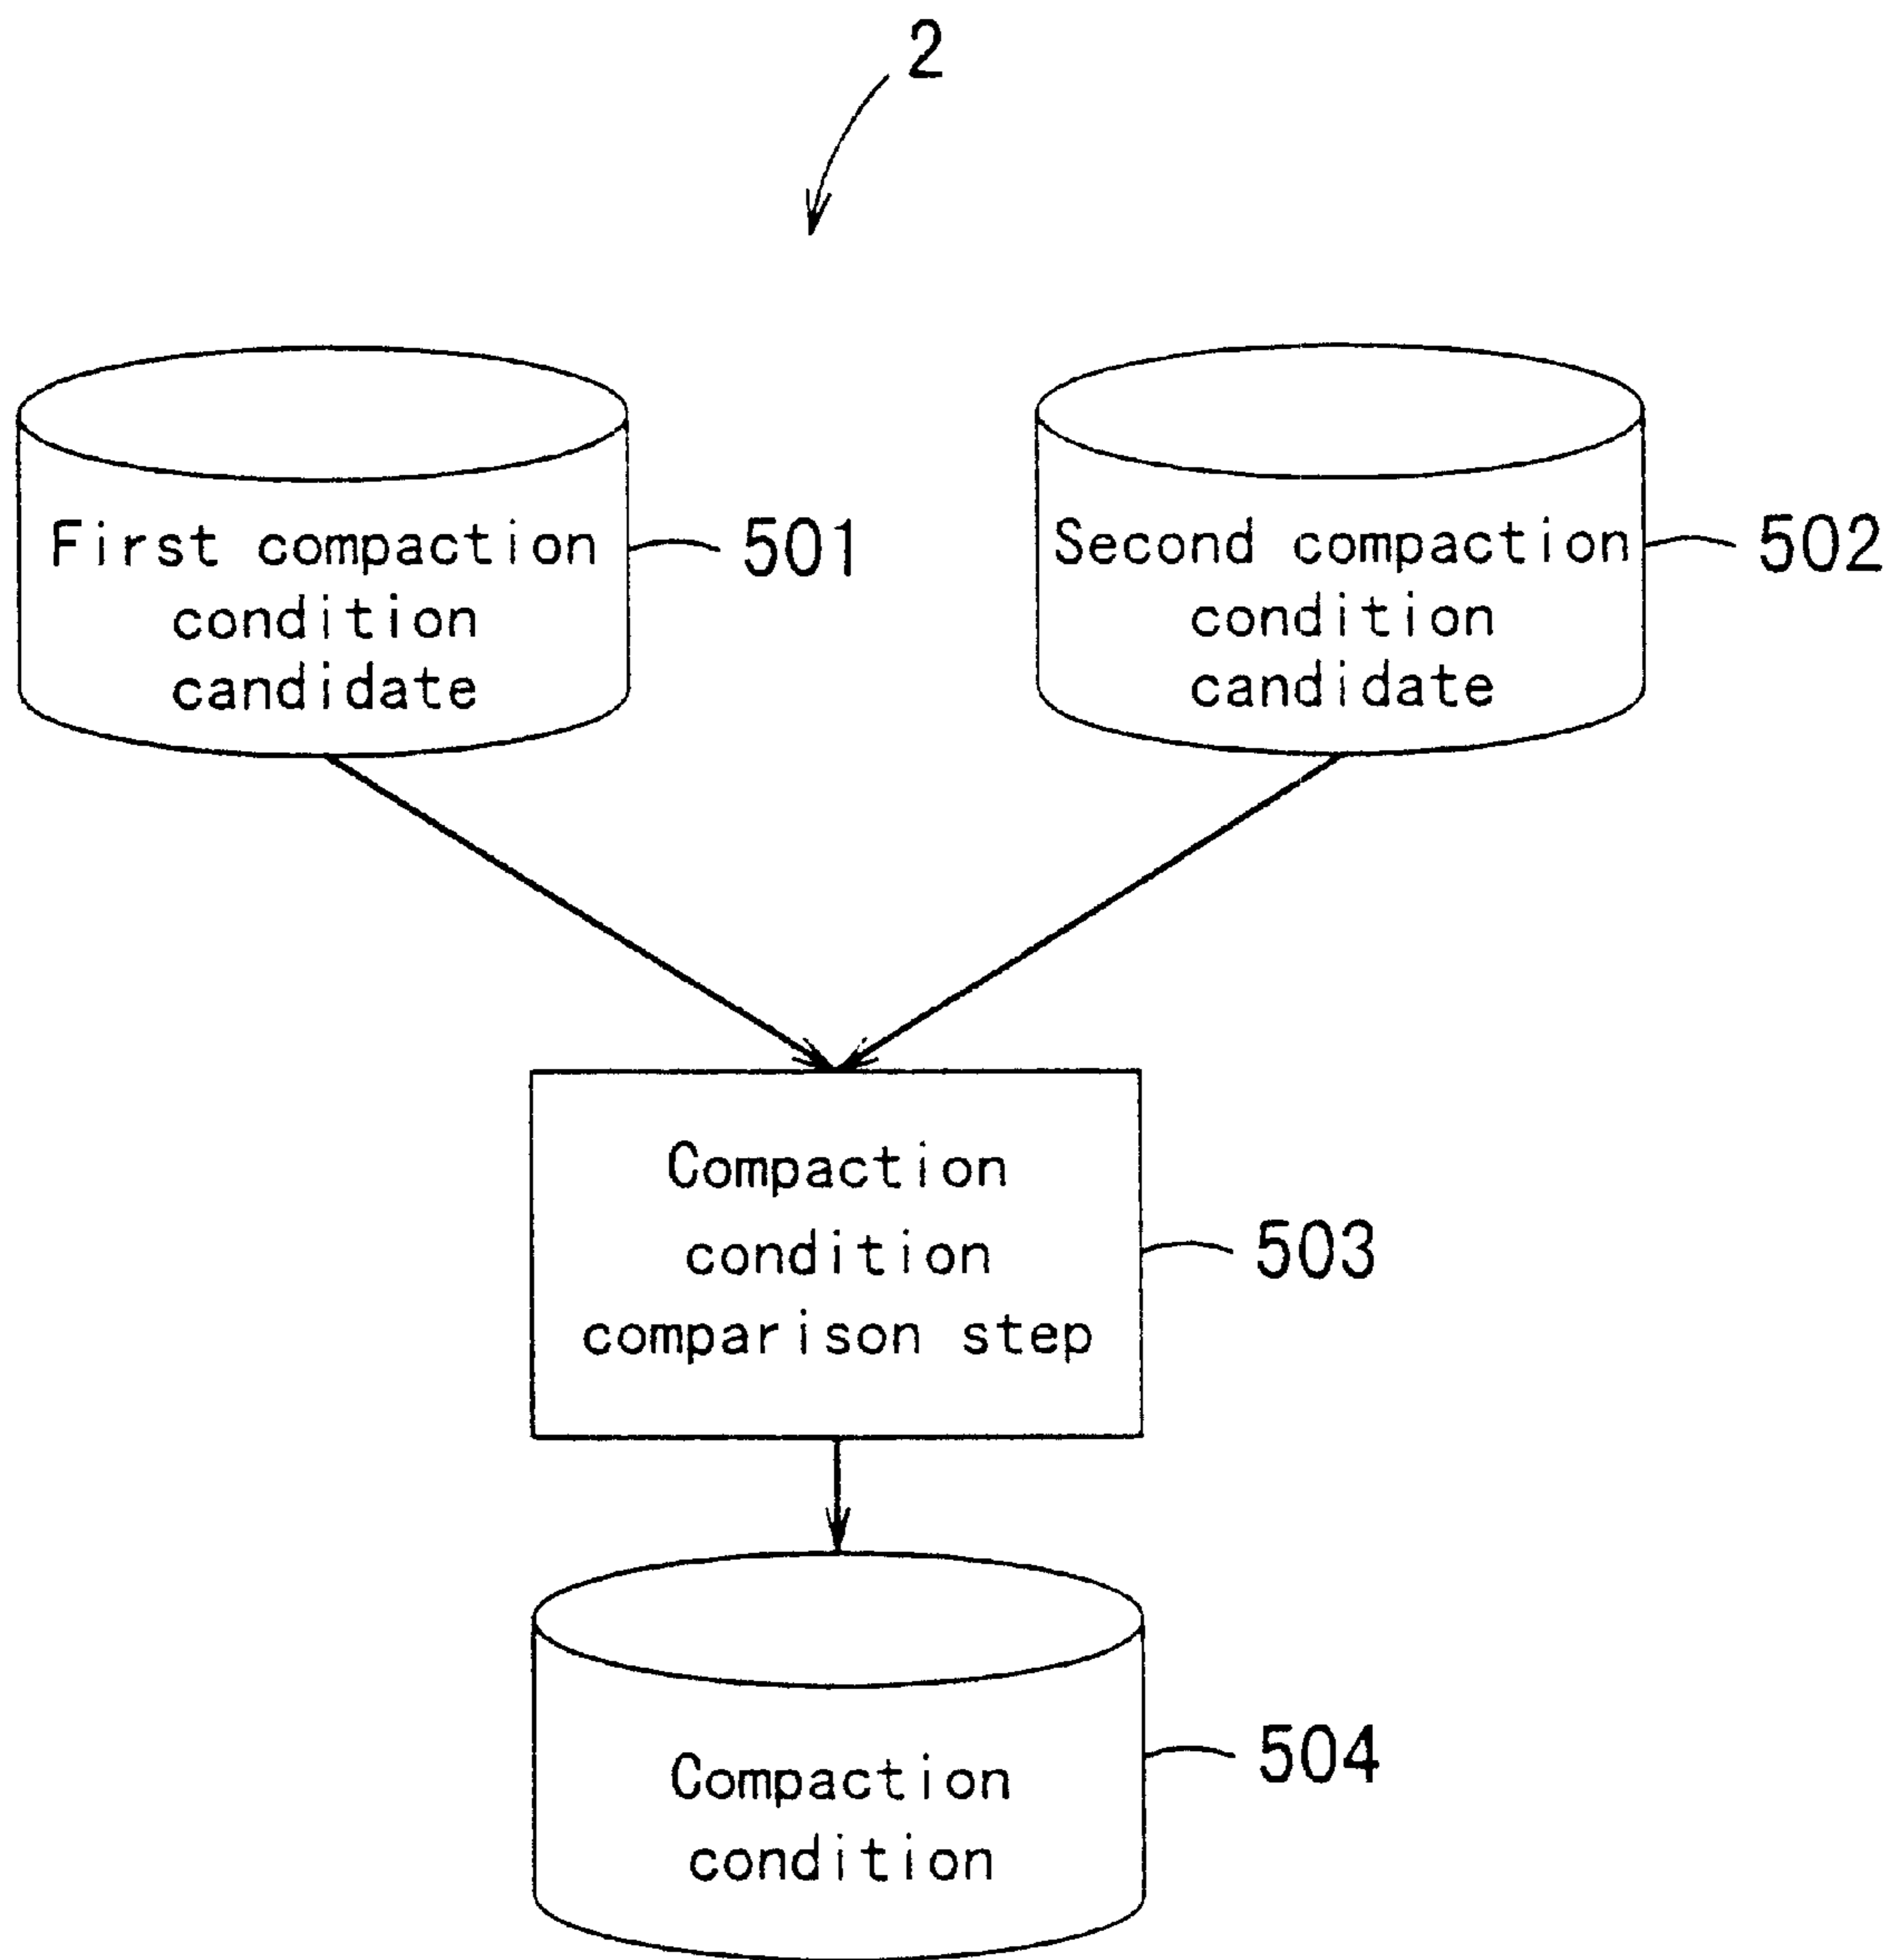 2
First compaction
condition
candidate
501
Second compaction
condition
candidate
502
Compaction
condition
comparison step
503
Compaction
condition
504